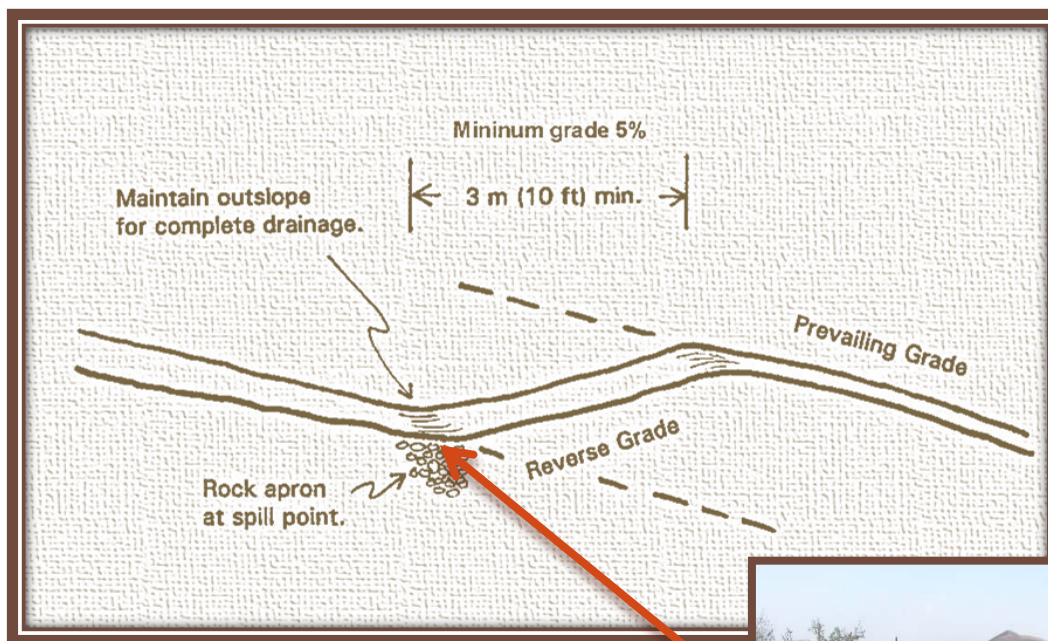 Mininum grade 5%
3 m (10 ft) min.
Maintain outslope
for complete drainage.
Prevailing Grade
Reverse Grade
Rock apron
at spill point.